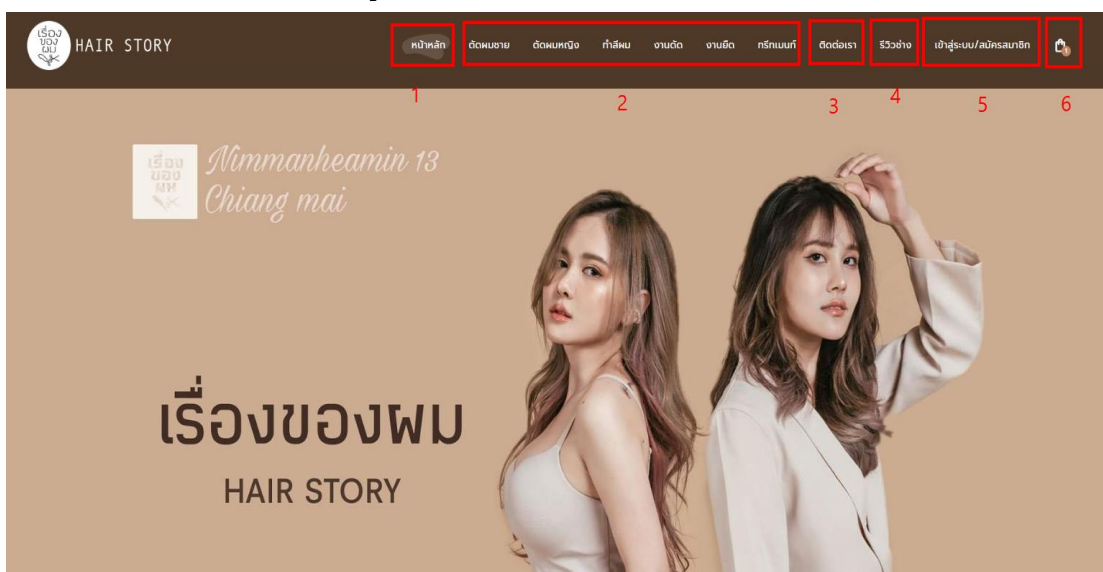 เรื่อง
ของ
ผม
HAIR STORY
หน้าหลัก ตัดผมชาย ตัดผมหญิง ทำสีผม งานดัด งานยืด ทรีทเมนท์ ติดต่อเรา รีวิวช่าง เข้าสู่ระบบ/สมัครสมาชิก 1
1 2 3 4 5 6
เรื่อง
ของ
ผม
Nimmanheamin 13
Chiang mai
เรื่องของผม
HAIR STORY